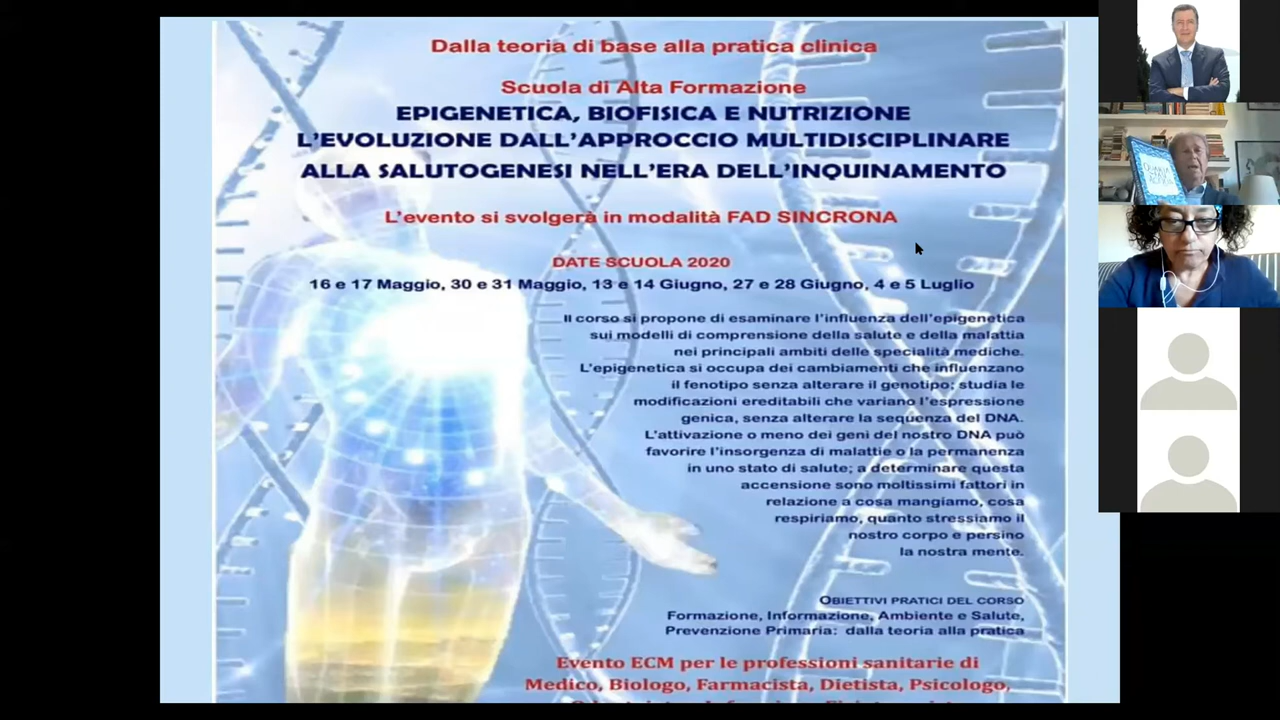 Dalla teoria di base alla pratica clinica
Scuola di Alta Formazione
EPIGENETICA, BIOFISICA E NUTRIZIONE
L'EVOLUZIONE DALL'APPROCCIO MULTIDISCIPLINARE
ALLA SALUTOGENESI NELL'ERA DELL'INQUINAMENTO
L'evento si svolgerà in modalità FAD SINCRONA
DATE SCUOLA 2020
16 e 17 Maggio, 30 e 31 Maggio, 13 e 14 Giugno, 27 e 28 Giugno, 4 e 5 Luglio
Il corso si propone di esaminare l'influenza dell'epigenetica
sui modelli di comprensione della salute e della malattia
nei principali ambiti delle specialità mediche.
L'epigenetica si occupa dei cambiamenti che influenzano
il fenotipo senza alterare il genotipo; studia le
modificazioni ereditabili che variano l'espressione
genica, senza alterare la sequenza del DNA.
L'attivazione o meno dei geni del nostro DNA può
favorire l'insorgenza di malattie o la permanenza
in uno stato di salute; a determinare questa
accensione sono moltissimi fattori in
relazione a cosa mangiamo, cosa
respiriamo, quanto stressiamo il
nostro corpo e persino
la nostra mente.
OBIETTIVI PRATICI DEL CORSO
Formazione, Informazione, Ambiente e Salute,
Prevenzione Primaria: dalla teoria alla pratica
Evento ECM per le professioni sanitarie di
Medico, Biologo, Farmacista, Dietista, Psicologo,